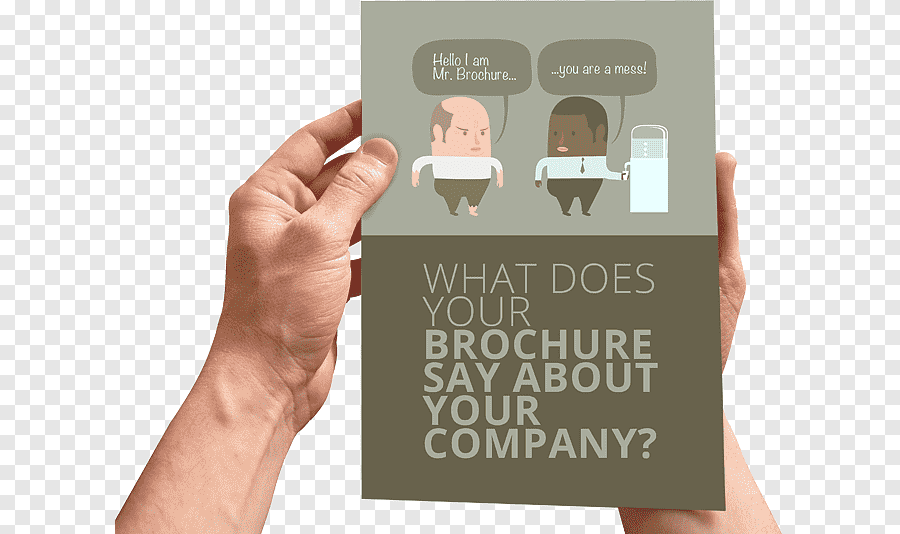 Hello I am
Mr. Brochure...
...you are a mess!
WHAT DOES
YOUR
BROCHURE
SAY ABOUT
YOUR
COMPANY?